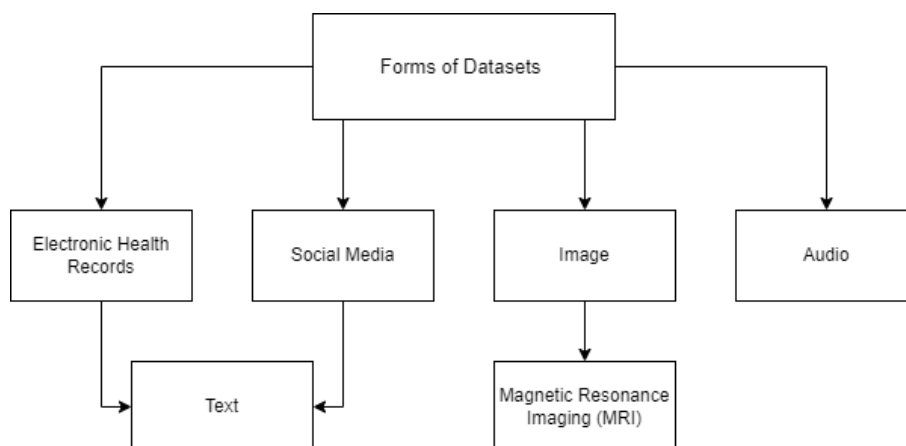 Forms of Datasets
Electronic Health
Records
Social Media
Image
Audio
Text
Magnetic Resonance
Imaging (MRI)